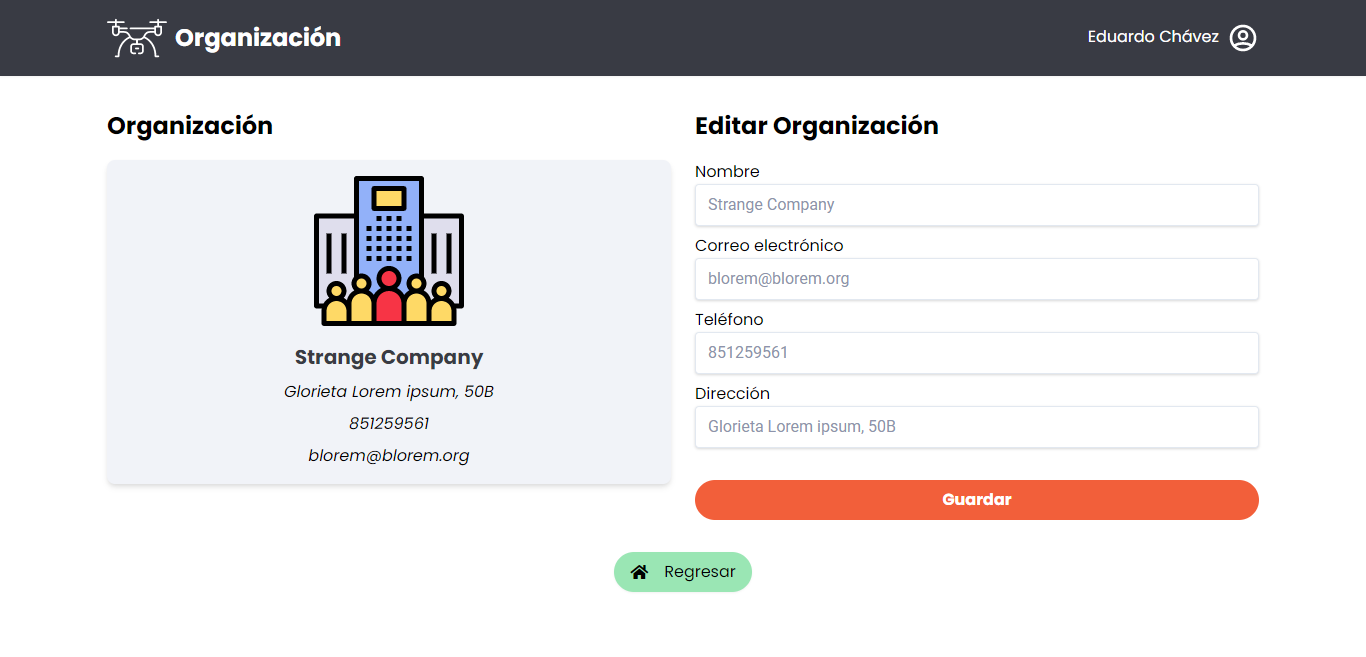 Organización
Eduardo Chávez
Organización
Strange Company
Glorieta Lorem ipsum, 50B
851259561
blorem@blorem.org
Editar Organización
Nombre
Strange Company
Correo electrónico
blorem@blorem.org
Teléfono
851259561
Dirección
Glorieta Lorem ipsum, 50B
Guardar
Regresar